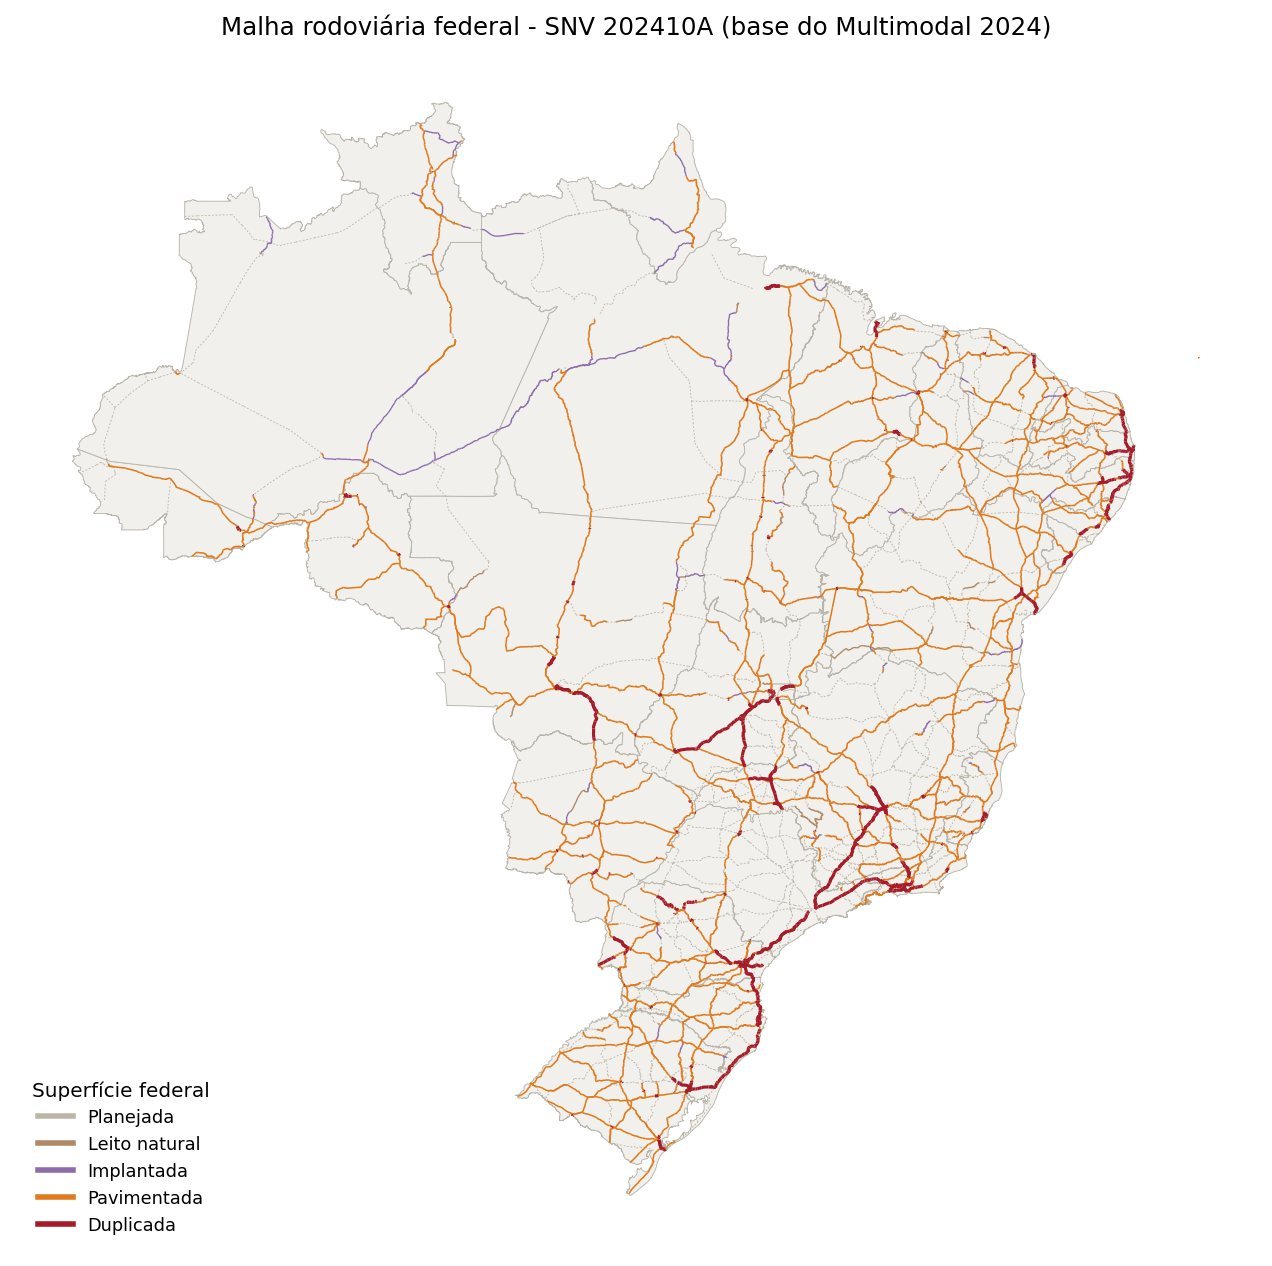 Malha rodoviária federal - SNV 202410A (base do Multimodal 2024)
Superfície federal
Planejada
Leito natural
Implantada
Pavimentada
Duplicada